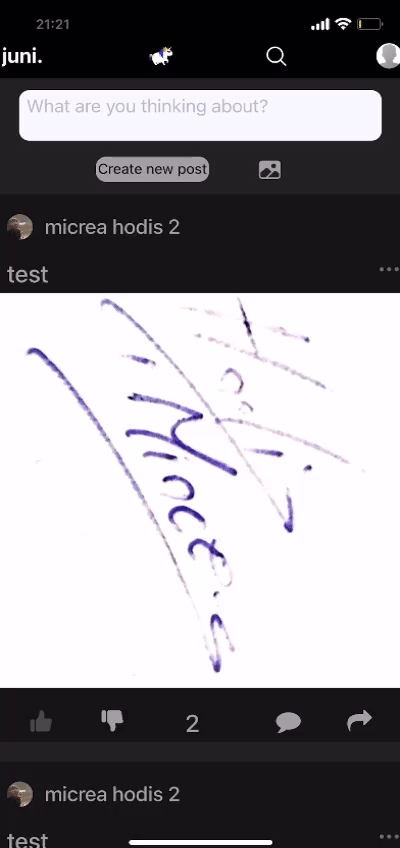 21:21
juni.
What are you thinking about?
Create new post
micrea hodis 2
test
2
micrea hodis 2
test